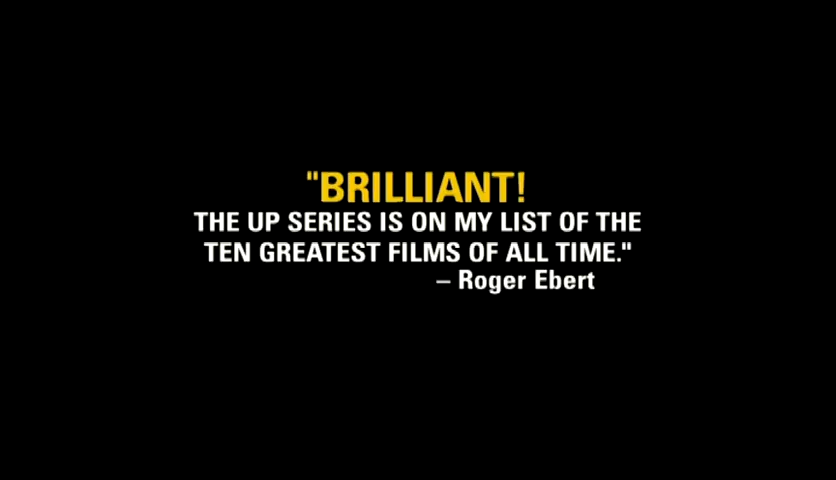 "BRILLIANT!
THE UP SERIES IS ON MY LIST OF THE
TEN GREATEST FILMS OF ALL TIME."
– Roger Ebert